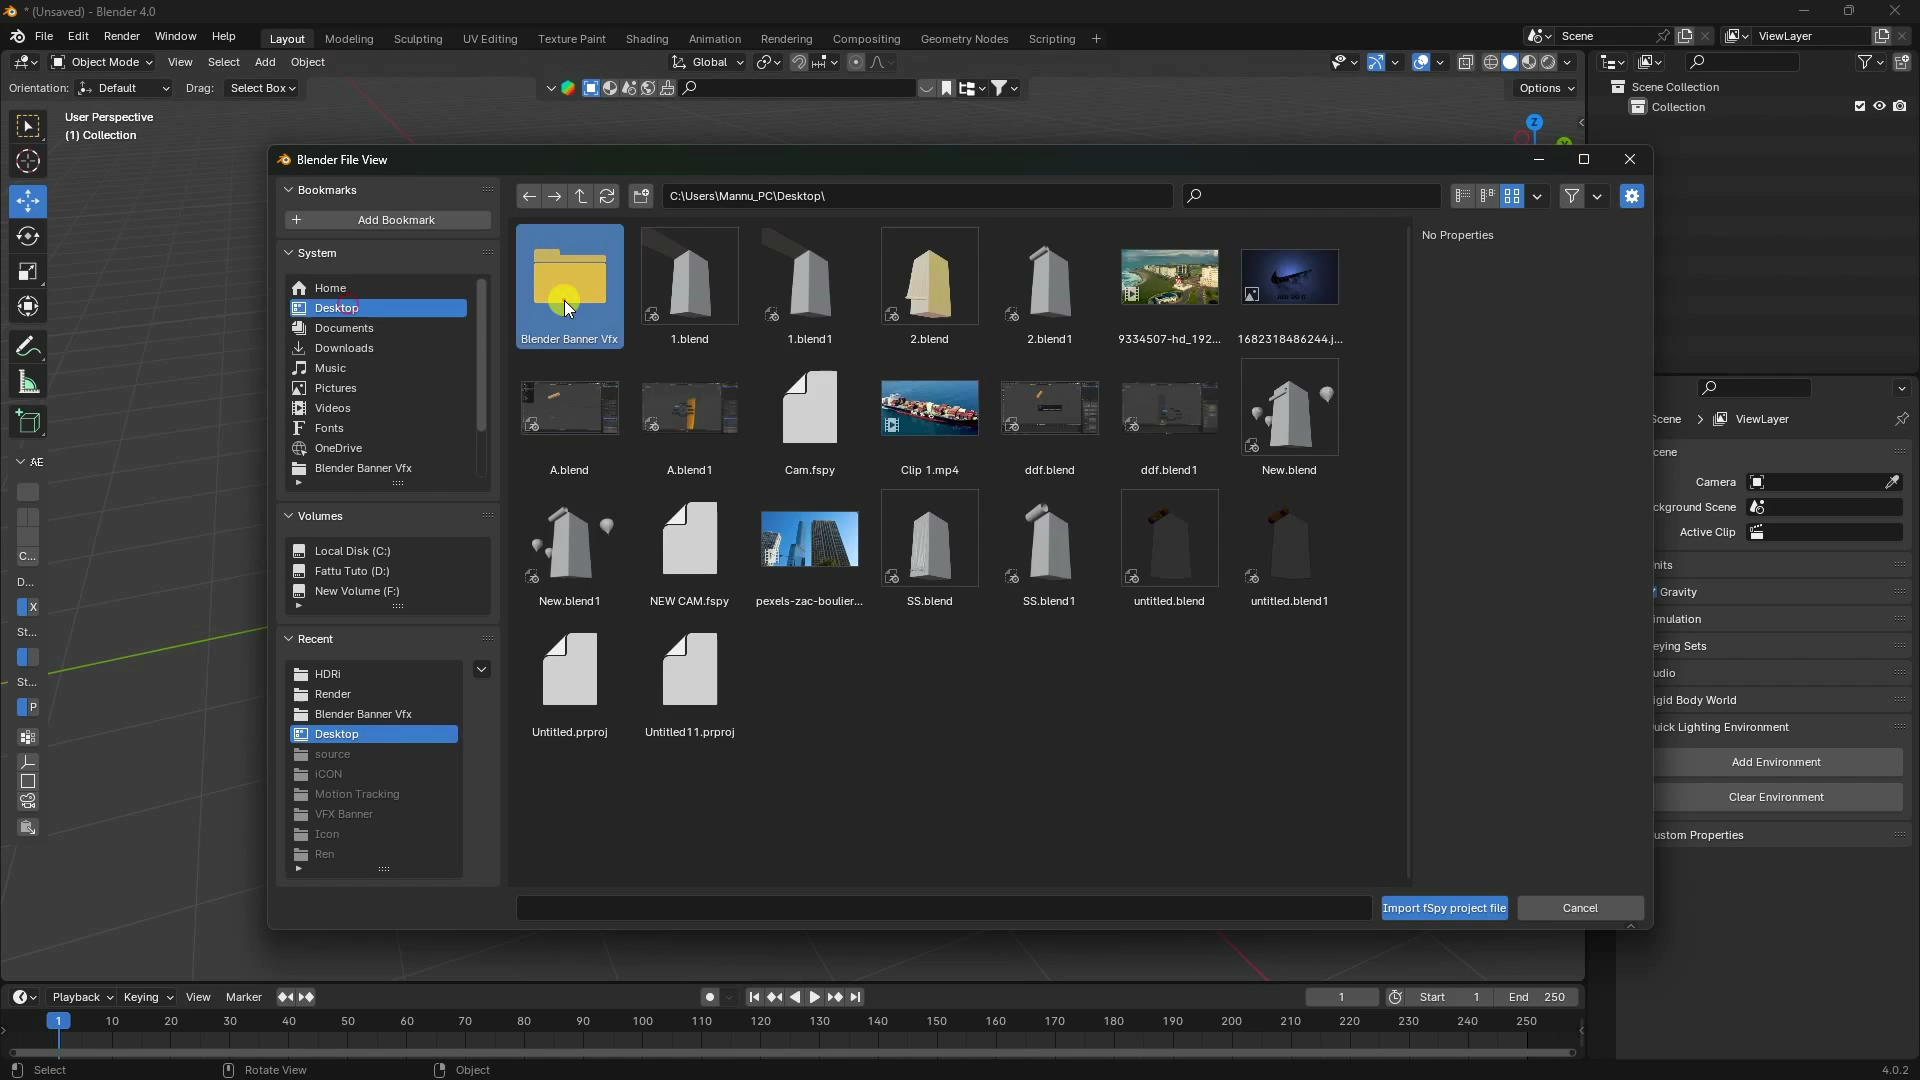 * (Unsaved) - Blender 4.0
File Edit Render Window Help
Layout Modeling Sculpting UV Editing Texture Paint Shading Animation Rendering Compositing Geometry Nodes Scripting +
Scene
ViewLayer
Object Mode View Select Add Object
Global
Orientation: Default Drag: Select Box
Options
Scene Collection
Collection
User Perspective
(1) Collection
Z
Blender File View
Bookmarks
Add Bookmark
System
Home
Desktop
Documents
Downloads
Music
Pictures
Videos
Fonts
OneDrive
Blender Banner Vfx
Volumes
Local Disk (C:)
Fattu Tuto (D:)
New Volume (F:)
Recent
HDRi
Render
Blender Banner Vfx
Desktop
source
iCON
Motion Tracking
VFX Banner
Icon
Ren
C:\Users\Mannu_PC\Desktop\
No Properties
Blender Banner Vfx 1.blend 1.blend1 2.blend 2.blend1 9334507-hd_192... 1682318486244.j...
A.blend A.blend1 Cam.fspy Clip 1.mp4 ddf.blend ddf.blend1 New.blend
New.blend1 NEW CAM.fspy pexels-zac-boulier... SS.blend SS.blend1 untitled.blend untitled.blend1
Untitled.prproj Untitled11.prproj
Import fSpy project file
Cancel
AE
C...
D...
X
St...
St...
P
cene
ViewLayer
cene
Camera
ckground Scene
Active Clip
nits
Gravity
imulation
eying Sets
udio
igid Body World
uick Lighting Environment
Add Environment
Clear Environment
ustom Properties
Playback Keying View Marker
1
Start 1
End 250
1 10 20 30 40 50 60 70 80 90 100 110 120 130 140 150 160 170 180 190 200 210 220 230 240 250
Select
Rotate View
Object
4.0.2